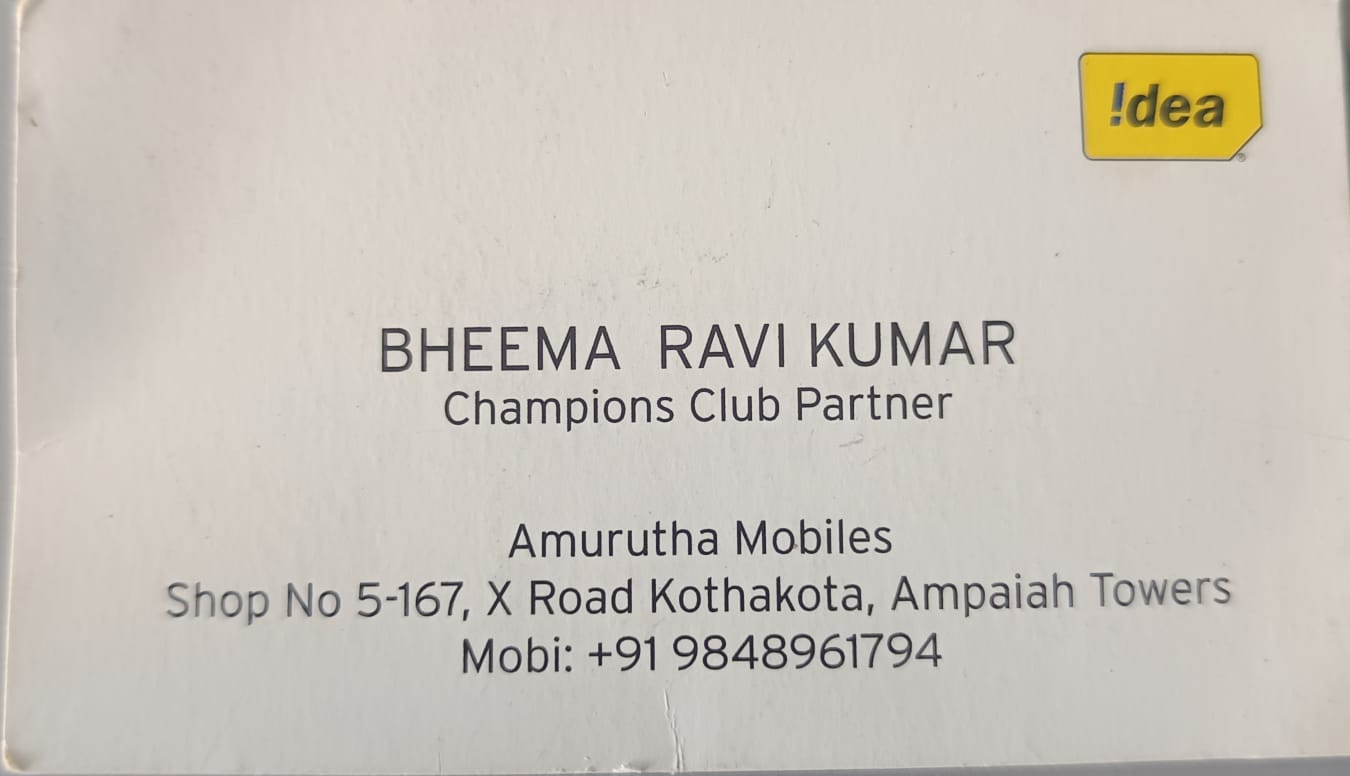 !dea
BHEEMA RAVI KUMAR
Champions Club Partner
Amurutha Mobiles
Shop No 5-167, X Road Kothakota, Ampaiah Towers
Mobi: +91 9848961794